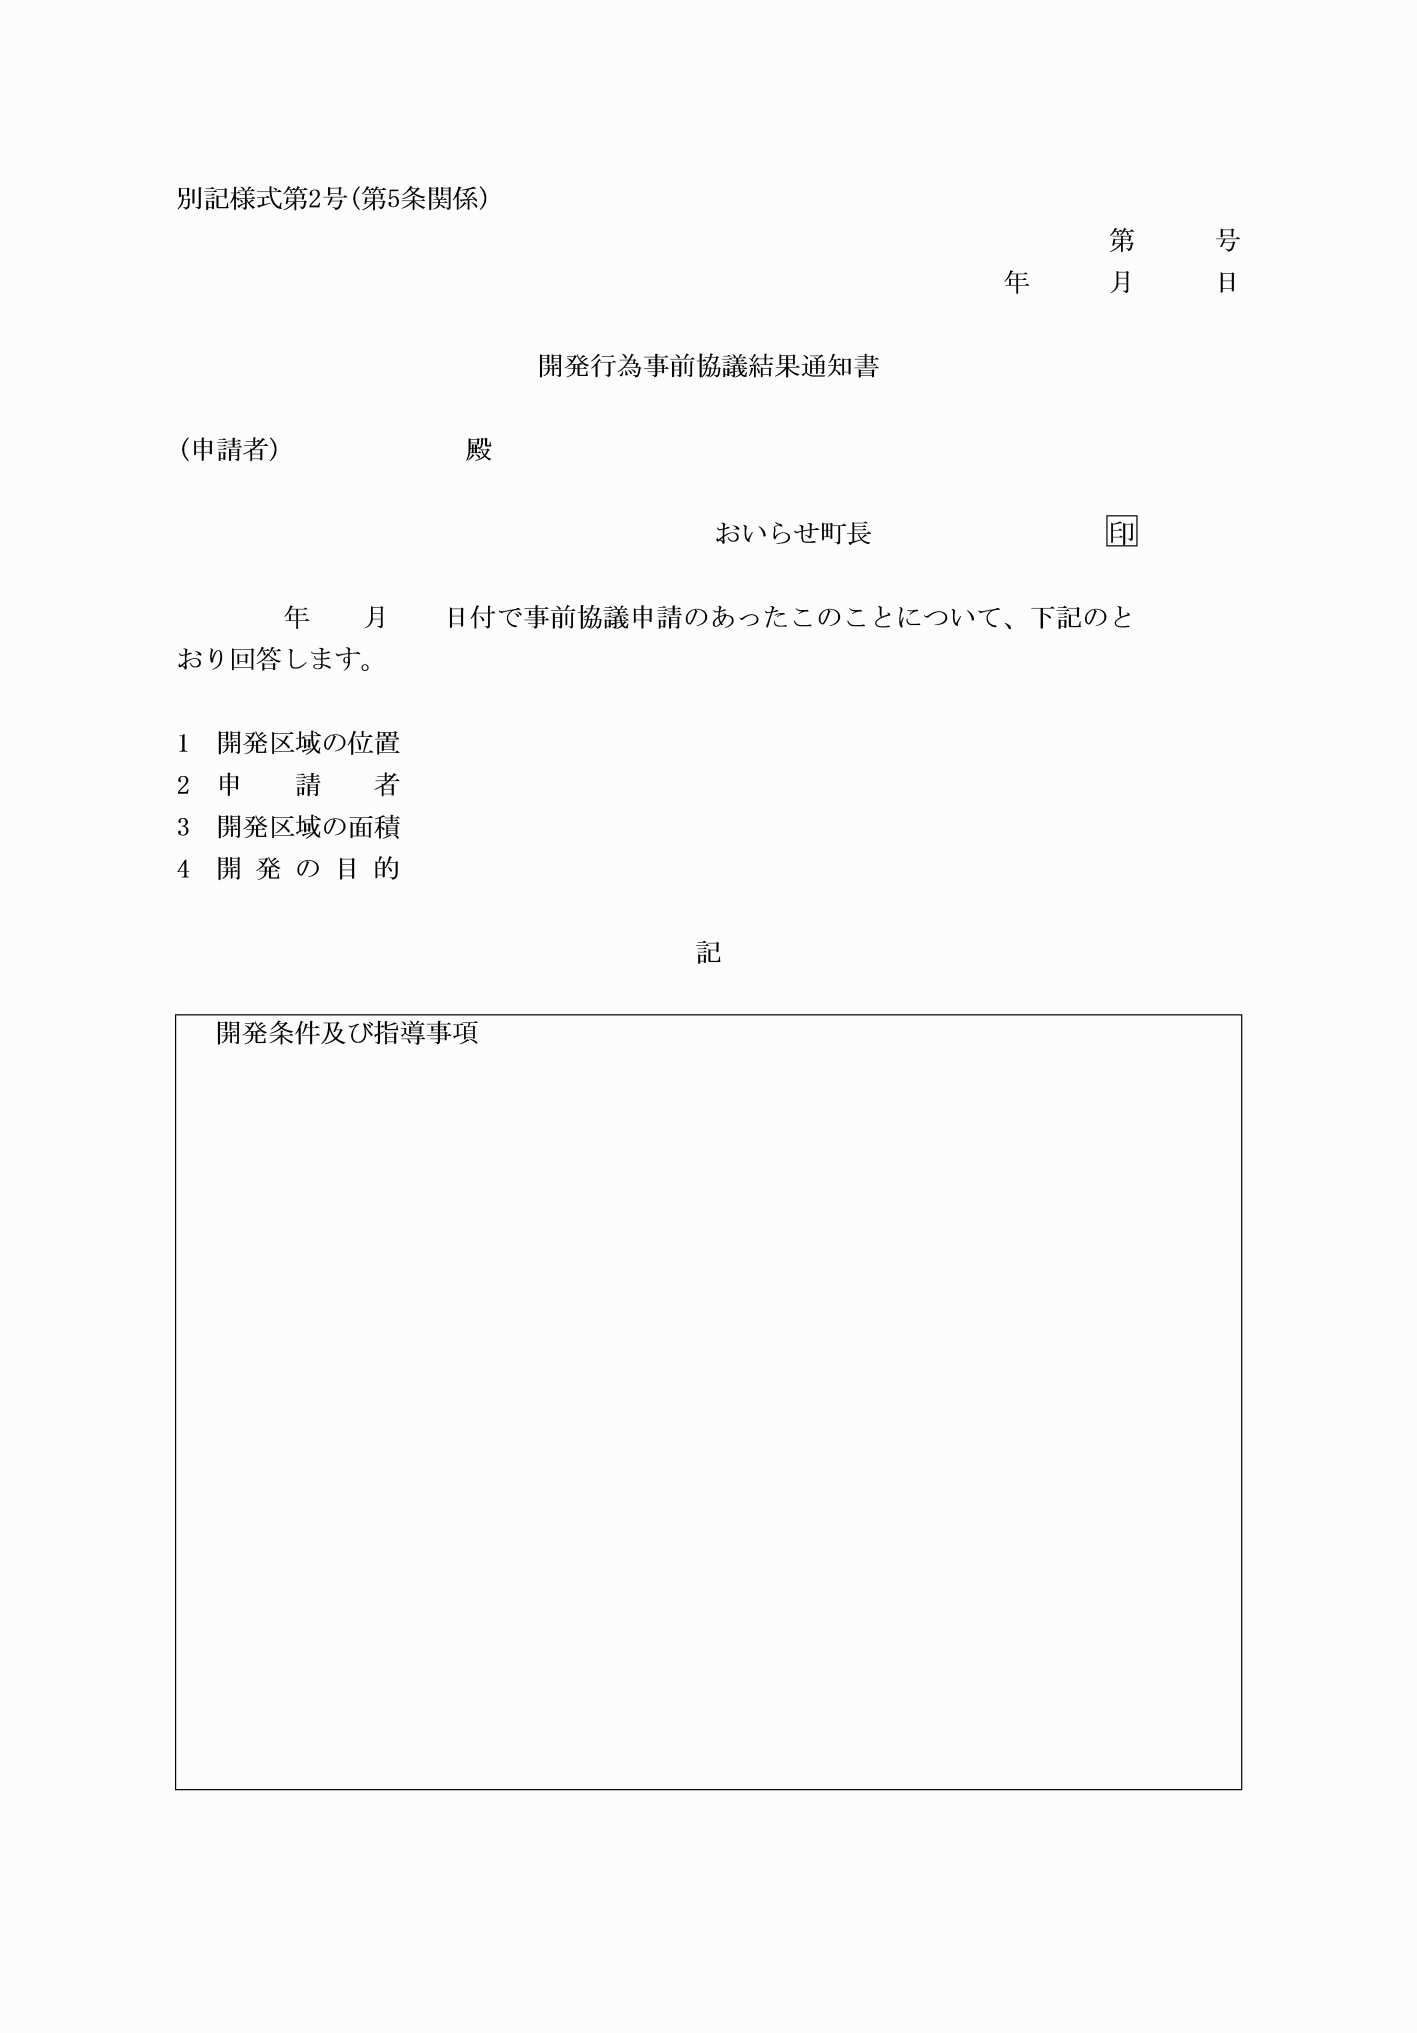 別記様式第2号(第5条関係)
第　　　号
年　　　月　　　日
開発行為事前協議結果通知書
(申請者)　　　　　　　殿
おいらせ町長　　　　　　　　　印
年　　月　　日付で事前協議申請のあったこのことについて、下記のと
おり回答します。
1　開発区域の位置
2　申　　請　　者
3　開発区域の面積
4　開 発 の 目 的
記
開発条件及び指導事項